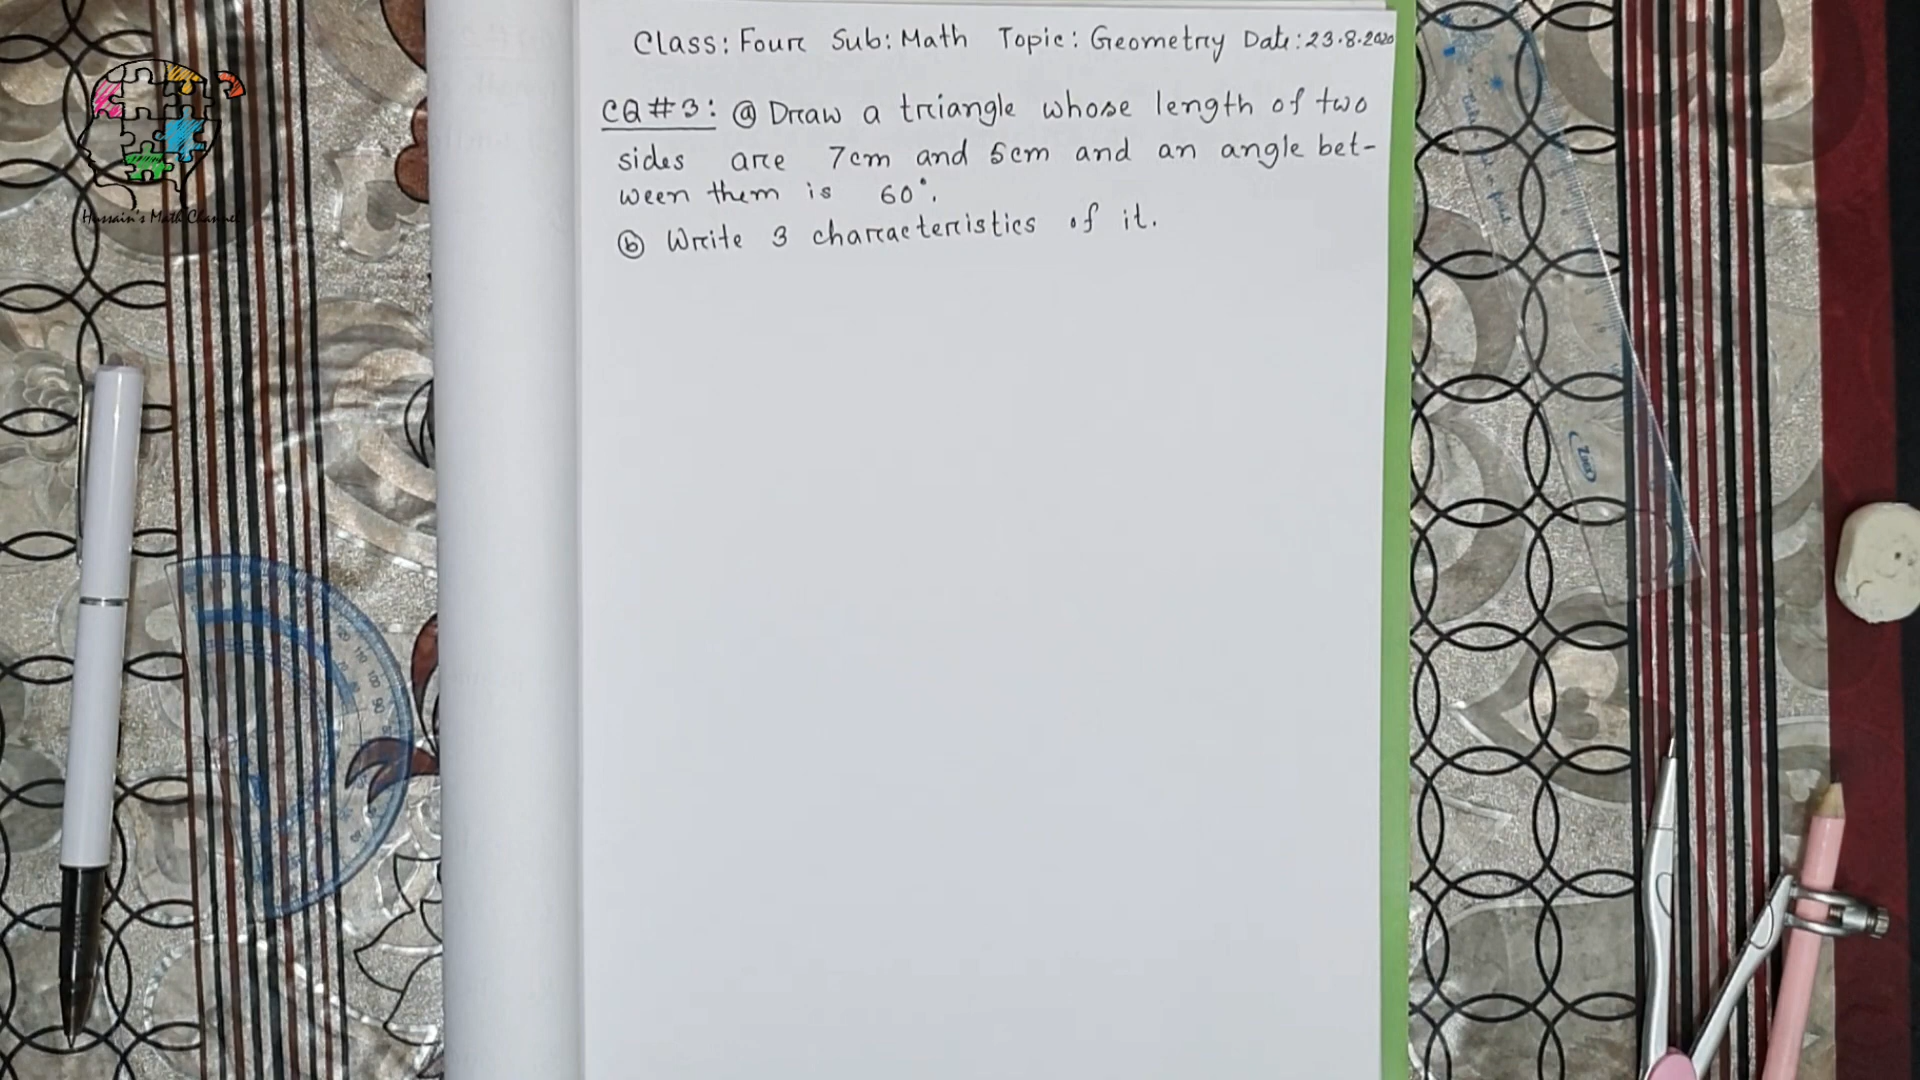 Class: Four Sub: Math Topic: Geometry Date: 23.8.2020
CQ#3: ⓐ Draw a triangle whose length of two
sides are 7cm and 5cm and an angle bet-
ween them is 60°.
ⓑ Write 3 characteristics of it.
Hussain's Math Channel